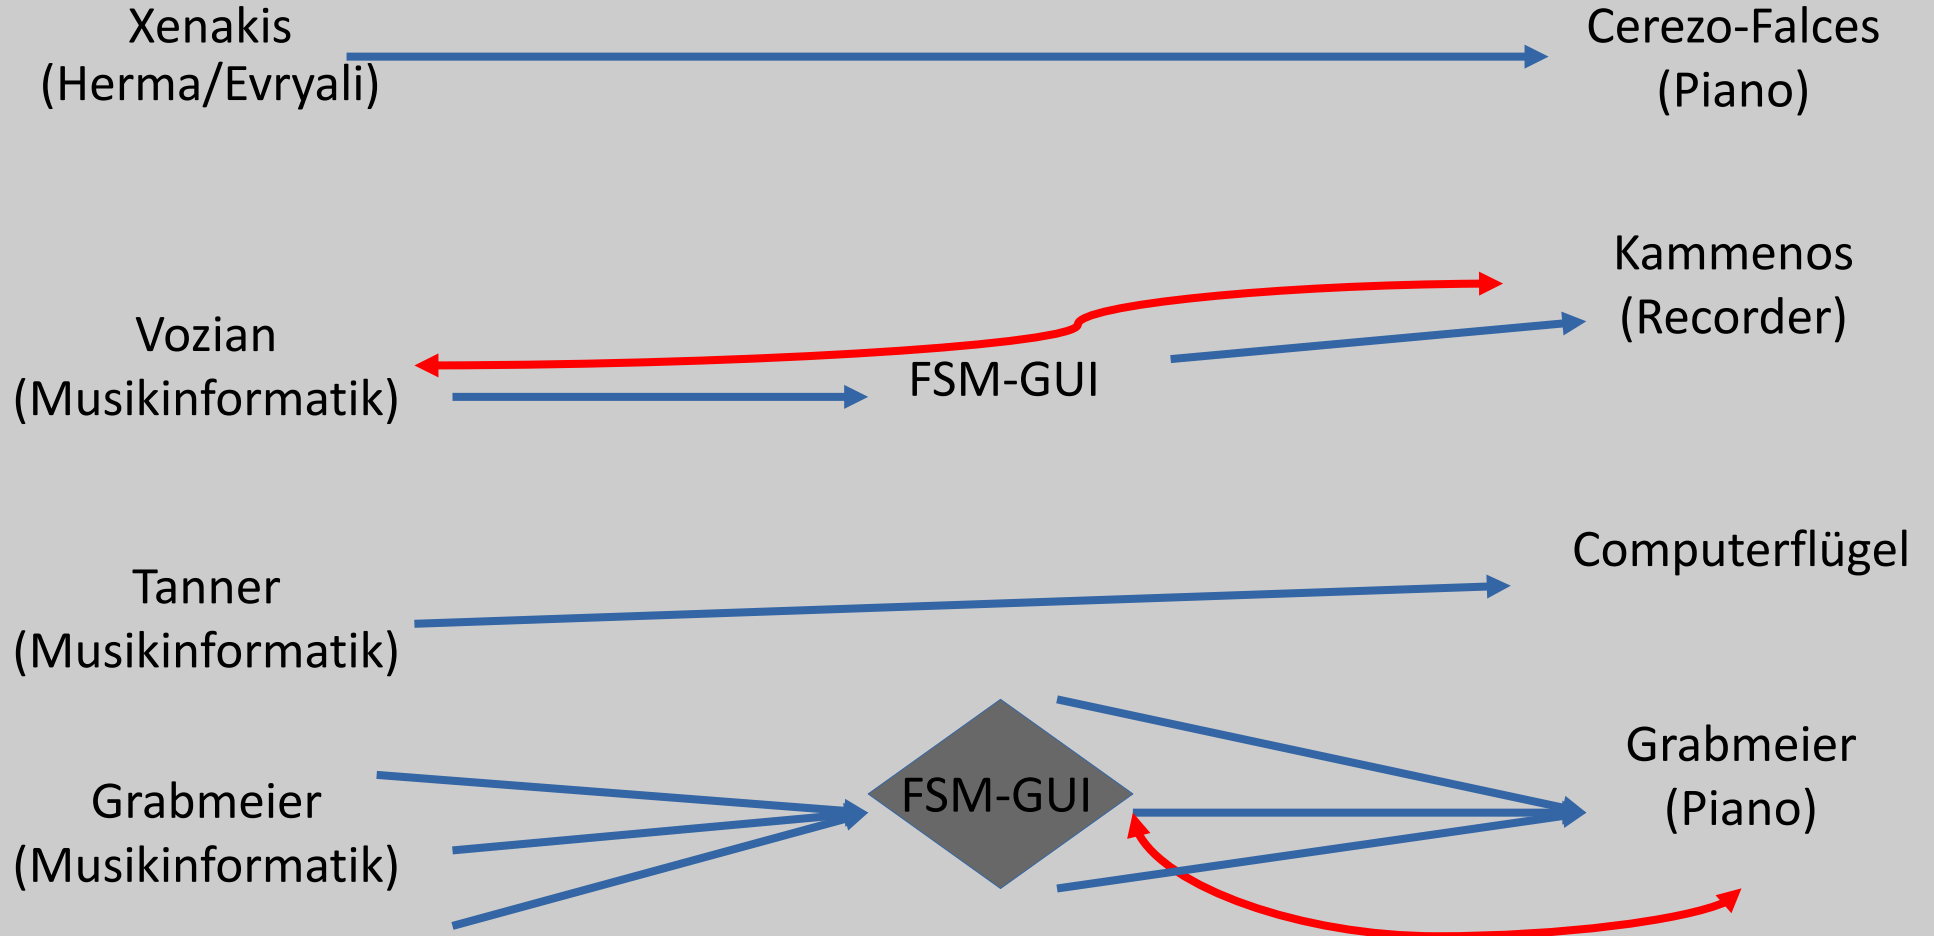 Xenakis
(Herma/Evryali)
Cerezo-Falces
(Piano)
Vozian
(Musikinformatik)
FSM-GUI
Kammenos
(Recorder)
Tanner
(Musikinformatik)
Computerflügel
Grabmeier
(Musikinformatik)
FSM-GUI
Grabmeier
(Piano)